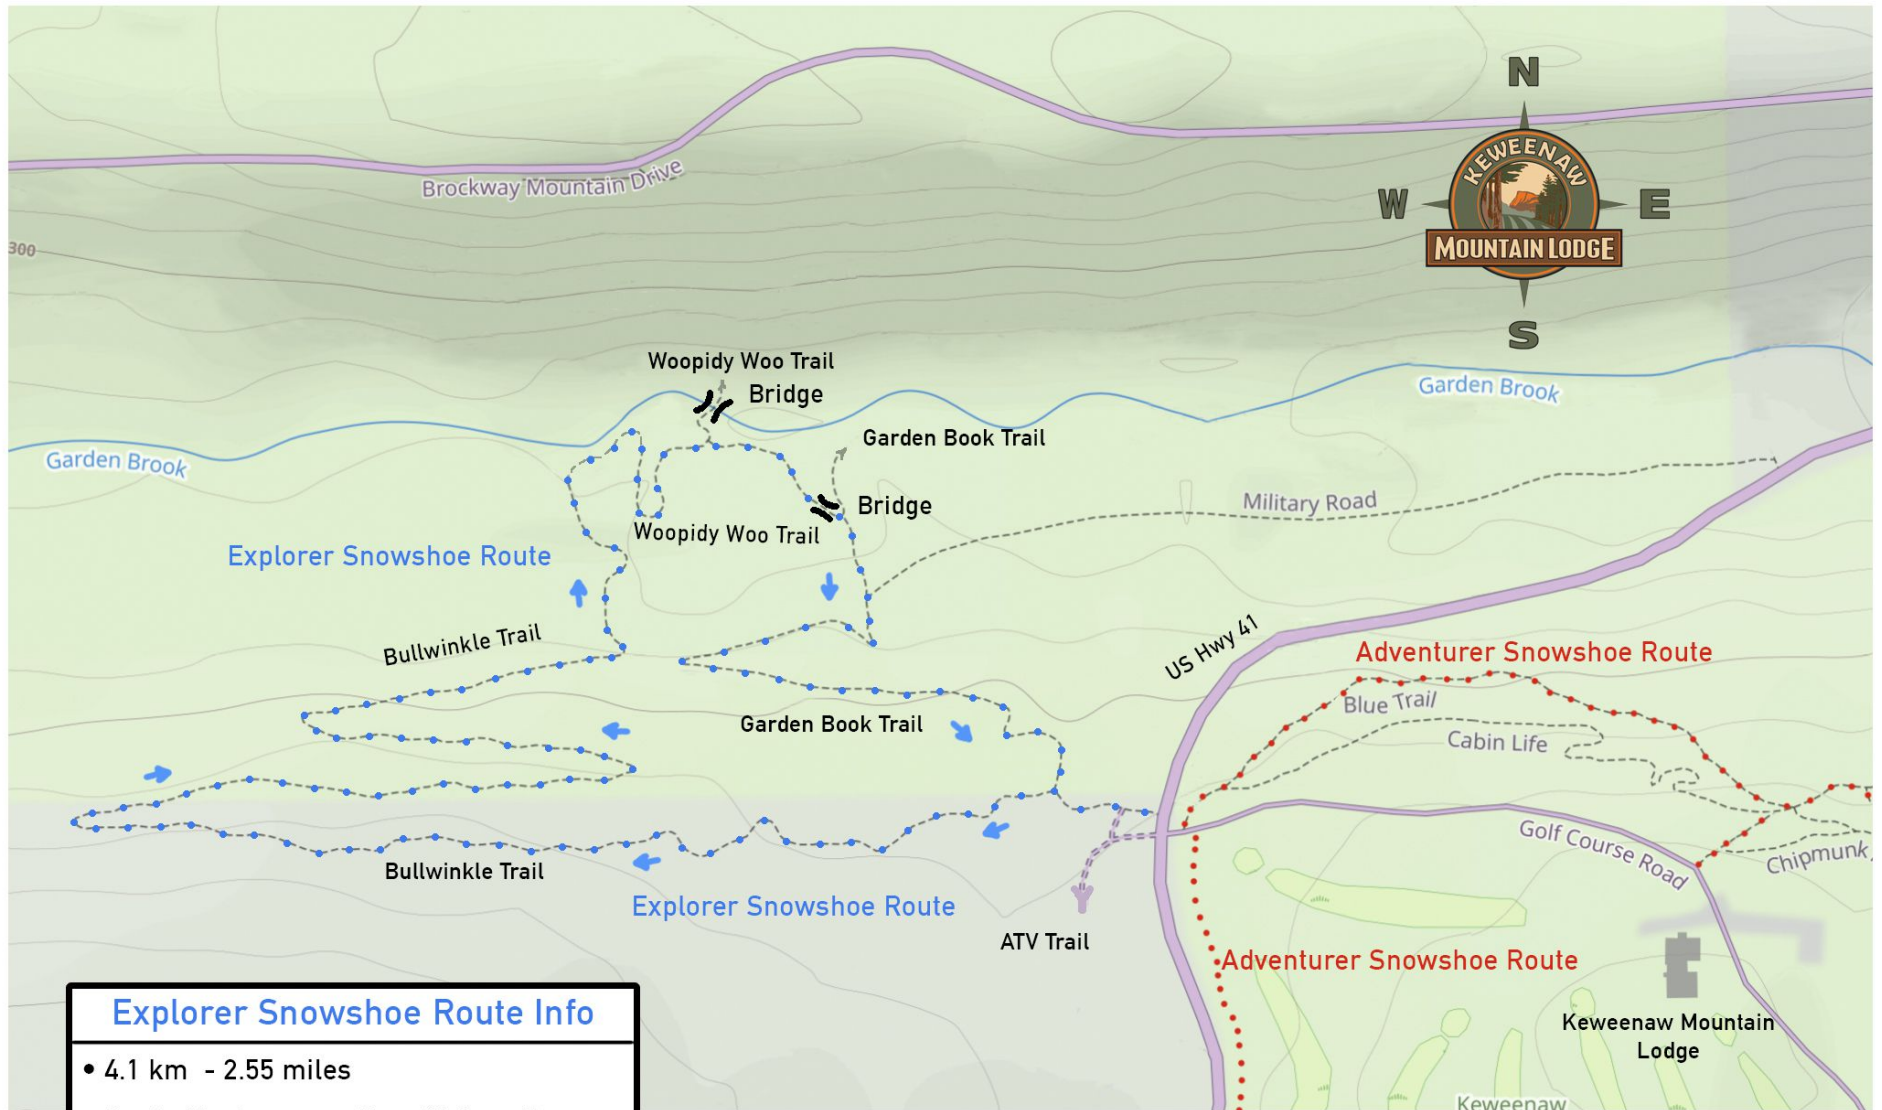 N
KEWEENAW
W
E
MOUNTAIN LODGE
S
Brockway Mountain Drive
300
Woopidy Woo Trail
Bridge
Garden Brook
Garden Book Trail
Garden Brook
Military Road
Bridge
Woopidy Woo Trail
Explorer Snowshoe Route
Bullwinkle Trail
US Hwy 41
Adventurer Snowshoe Route
Blue Trail
Cabin Life
Garden Book Trail
Golf Course Road
Chipmunk
Bullwinkle Trail
Explorer Snowshoe Route
ATV Trail
Adventurer Snowshoe Route
Keweenaw Mountain
Lodge
Explorer Snowshoe Route Info
• 4.1 km - 2.55 miles
Keweenaw